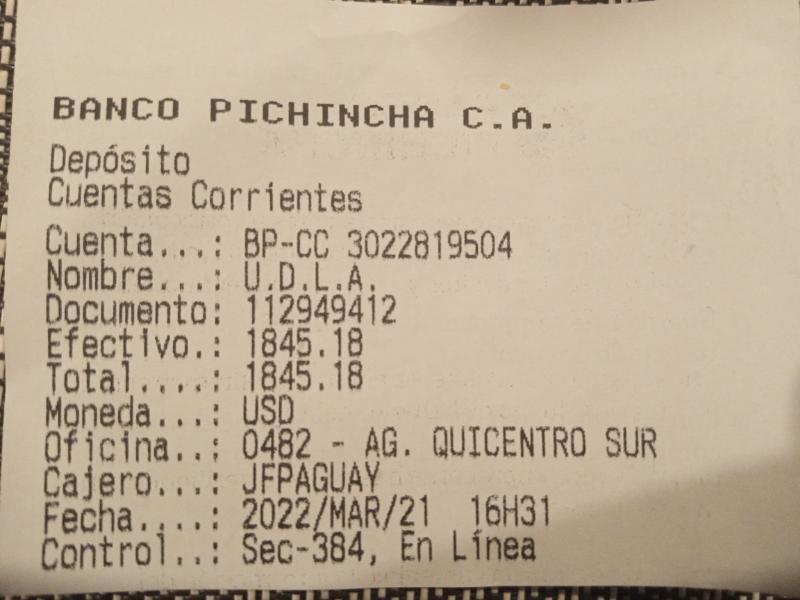 BANCO PICHINCHA C.A.
Depósito
Cuentas Corrientes
Cuenta...: BP-CC 3022819504
Nombre...: U.D.L.A.
Documento: 112949412
Efectivo.: 1845.18
Total....: 1845.18
Moneda...: USD
Oficina..: 0482 - AG. QUICENTRO SUR
Cajero...: JFPAGUAY
Fecha....: 2022/MAR/21 16H31
Control..: Sec-384, En Línea